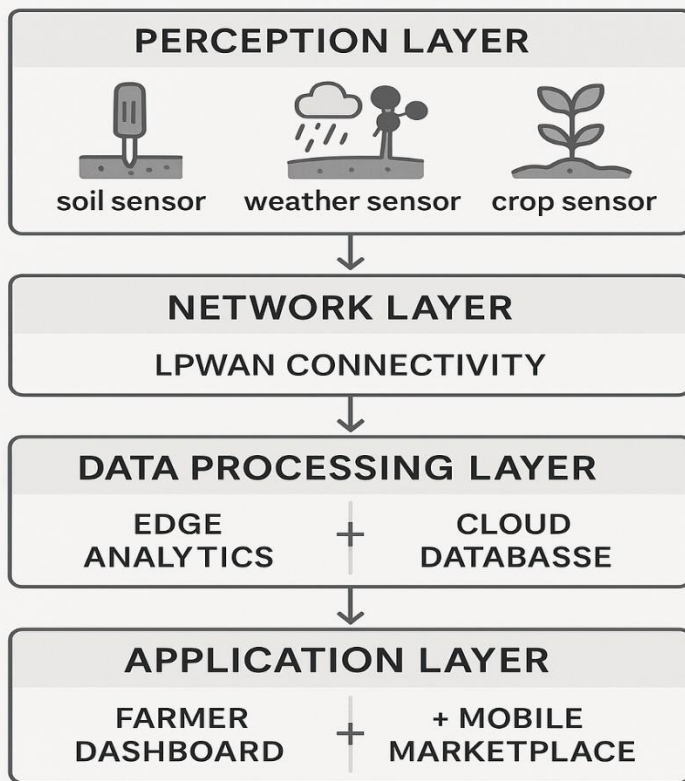 PERCEPTION LAYER
soil sensor
weather sensor
crop sensor
NETWORK LAYER
LPWAN CONNECTIVITY
DATA PROCESSING LAYER
EDGE
ANALYTICS
+
CLOUD
DATABASSE
APPLICATION LAYER
FARMER
DASHBOARD
+
+ MOBILE
MARKETPLACE